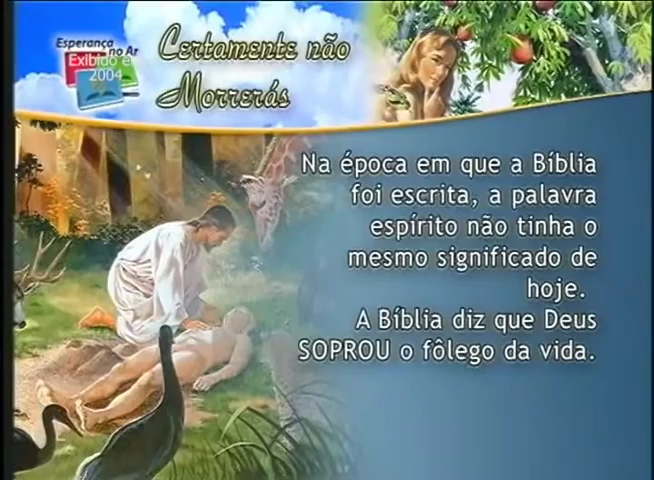 Esperança
no Ar
Exibido e
2004
Certamente não
Morrerás
Na época em que a Bíblia
foi escrita, a palavra
espírito não tinha o
mesmo significado de
hoje.
A Bíblia diz que Deus
SOPROU o fôlego da vida.